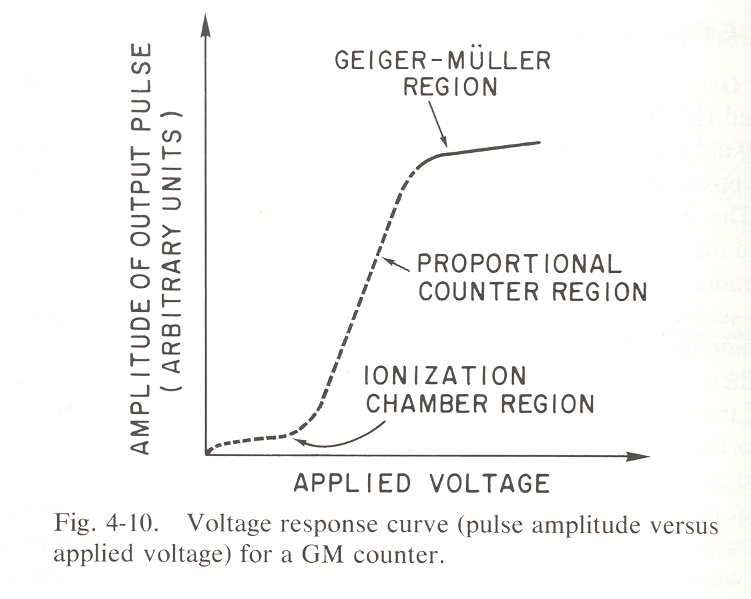 AMPLITUDE OF OUTPUT PULSE
(ARBITRARY UNITS)
GEIGER-MÜLLER
REGION
PROPORTIONAL
COUNTER REGION
IONIZATION
CHAMBER REGION
APPLIED VOLTAGE
Fig. 4-10. Voltage response curve (pulse amplitude versus
applied voltage) for a GM counter.